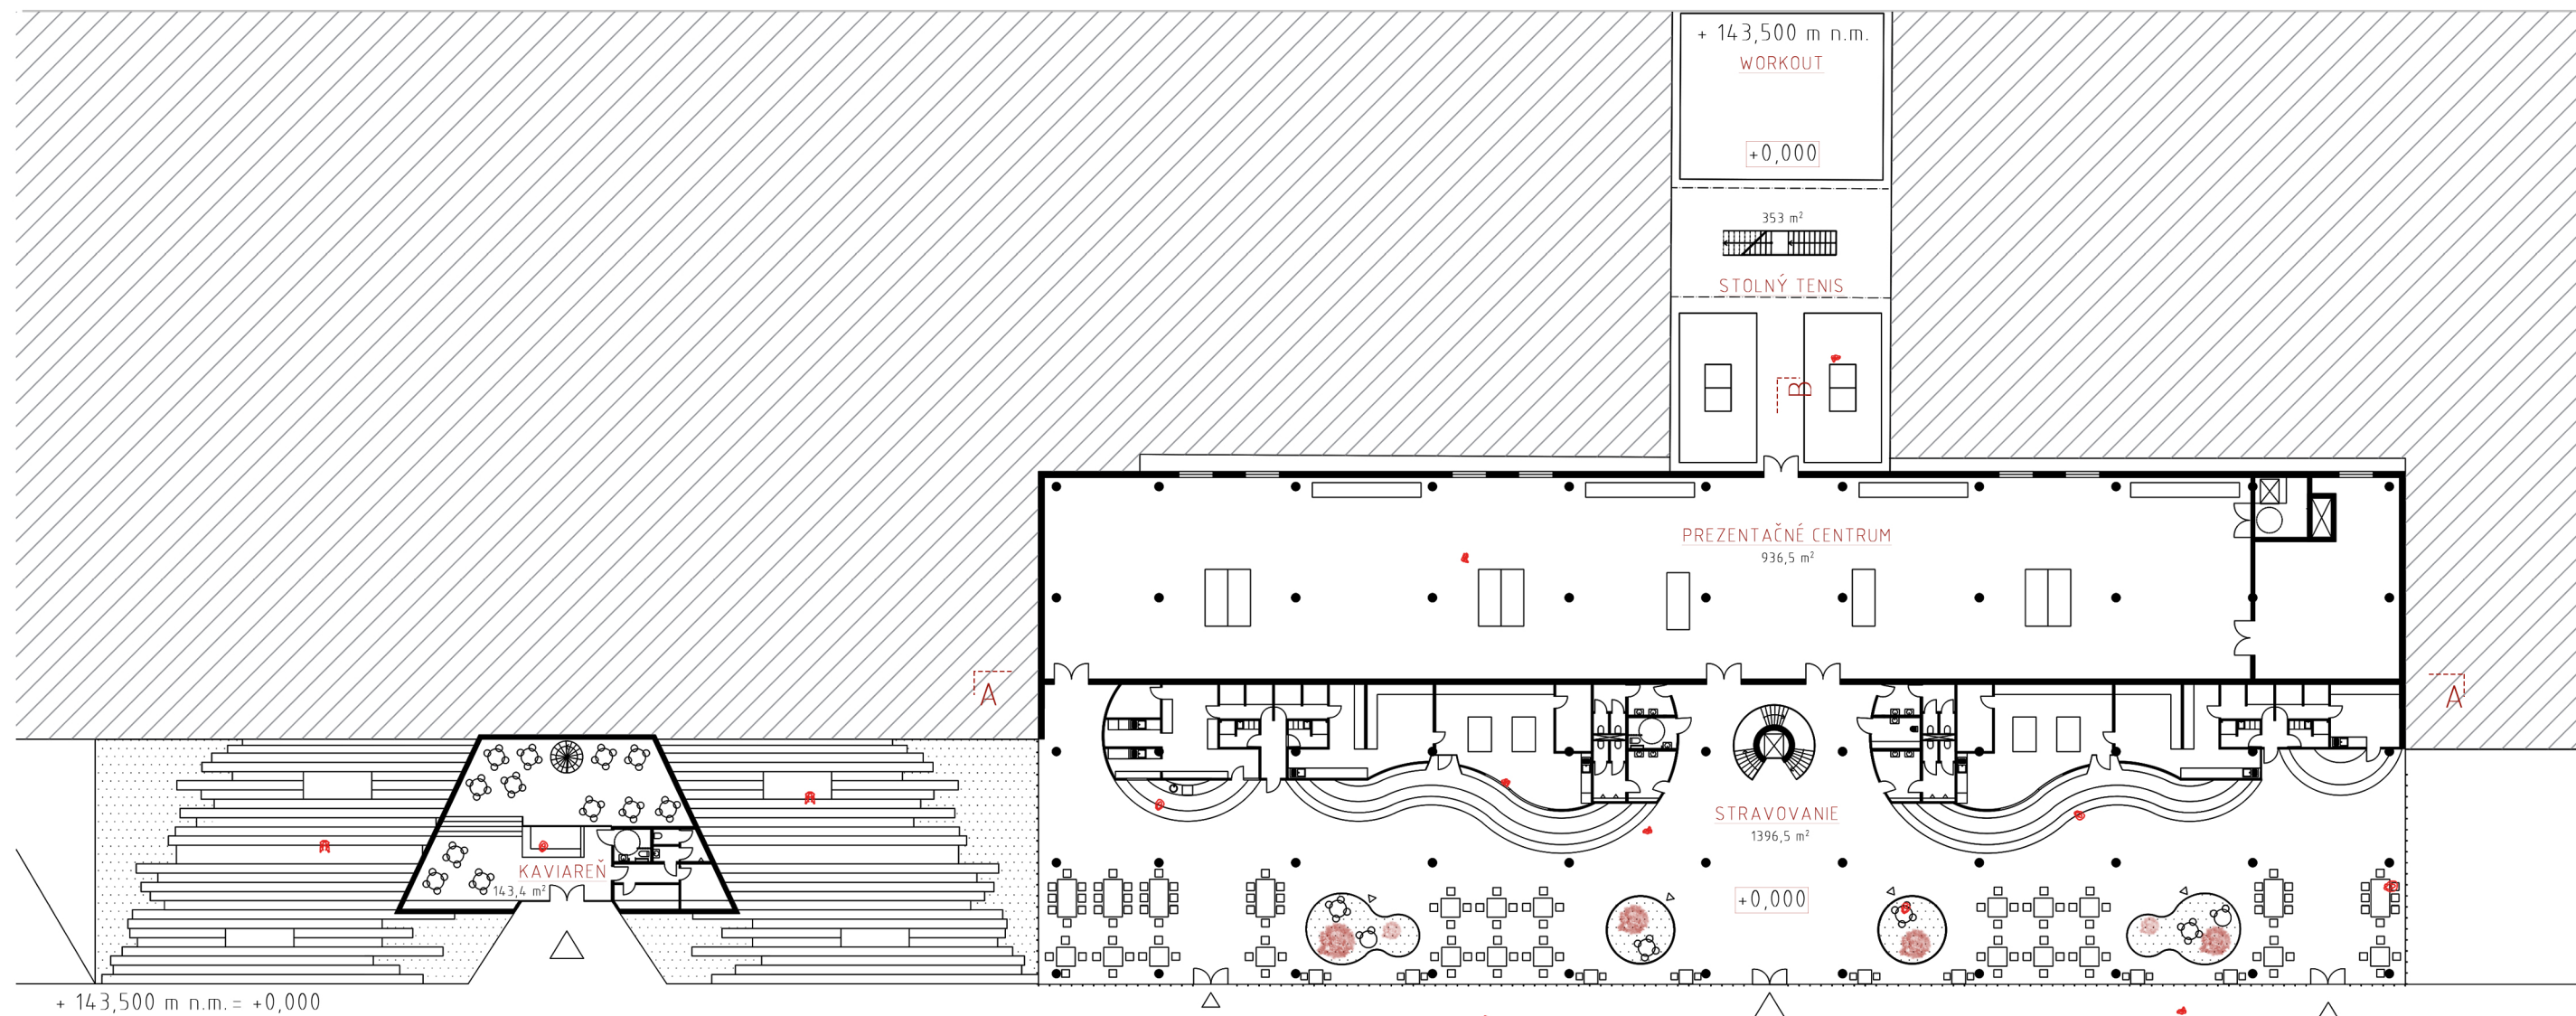 + 143,500 m n.m.
WORKOUT
+0,000
353 m²
STOLNÝ TENIS
B
PREZENTAČNÉ CENTRUM
936,5 m²
A
A
STRAVOVANIE
1396,5 m²
KAVIAREŇ
143,4 m²
+0,000
+ 143,500 m n.m. = +0,000